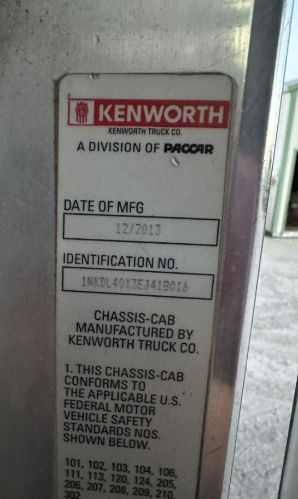 KENWORTH
KENWORTH TRUCK CO.
A DIVISION OF PACCAR
DATE OF MFG
12/2013
IDENTIFICATION NO.
1NKDL40X3EJ419016
CHASSIS-CAB
MANUFACTURED BY
KENWORTH TRUCK CO.
1. THIS CHASSIS-CAB
CONFORMS TO
THE APPLICABLE U.S.
FEDERAL MOTOR
VEHICLE SAFETY
STANDARDS NOS.
SHOWN BELOW.
101, 102, 103, 104, 106,
111, 113, 120, 124, 205,
206, 207, 208, 209, 210,
302